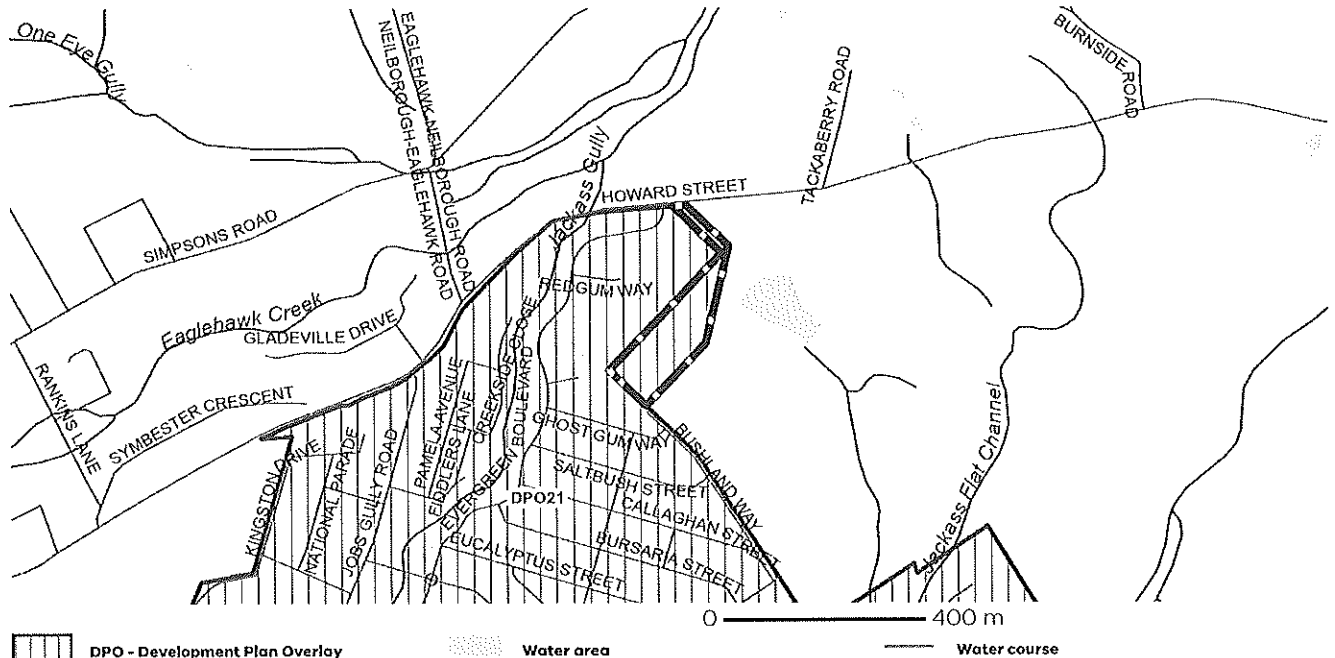 One Eye Gully
EAGLEHAWK-NEILBOROUGH ROAD
NEILBOROUGH-EAGLEHAWK ROAD
BURNSIDE ROAD
TACKABERRY ROAD
Jackass Gully
HOWARD STREET
SIMPSONS ROAD
REDGUM WAY
Eaglehawk Creek
GLADEVILLE DRIVE
RANKINS LANE
SYMBESTER CRESCENT
PAMELA AVENUE
FIDDLERS LANE
CREEKSIDE CLOSE
EVERGREEN BOULEVARD
GHOST GUM WAY
BUSHLAND WAY
Jackass Flat Channel
KINGSTON DRIVE
NATIONAL PARADE
JOBS GULLY ROAD
SALTBUSH STREET
DPO21
CALLAGHAN STREET
BURSARIA STREET
EUCALYPTUS STREET
0 400 m
DPO - Development Plan Overlay
Water area
Water course